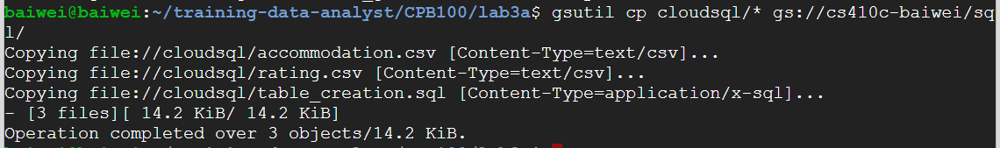 baiwei@baiwei:~/training-data-analyst/CPB100/lab3a$ gsutil cp cloudsql/* gs://cs410c-baiwei/sq
l/
Copying file://cloudsql/accommodation.csv [Content-Type=text/csv]...
Copying file://cloudsql/rating.csv [Content-Type=text/csv]...
Copying file://cloudsql/table_creation.sql [Content-Type=application/x-sql]...
- [3 files][ 14.2 KiB/ 14.2 KiB]
Operation completed over 3 objects/14.2 KiB.